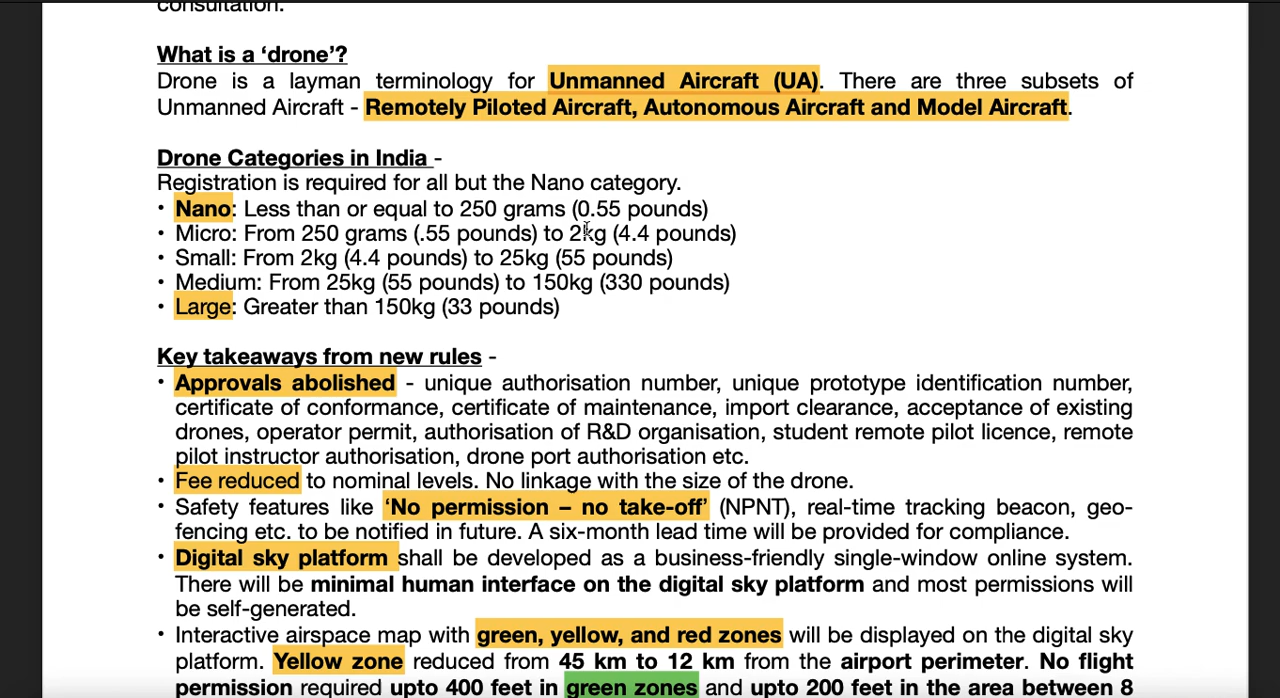 consultation.
What is a ‘drone’?
Drone is a layman terminology for Unmanned Aircraft (UA). There are three subsets of
Unmanned Aircraft - Remotely Piloted Aircraft, Autonomous Aircraft and Model Aircraft.
Drone Categories in India -
Registration is required for all but the Nano category.
• Nano: Less than or equal to 250 grams (0.55 pounds)
• Micro: From 250 grams (.55 pounds) to 2kg (4.4 pounds)
• Small: From 2kg (4.4 pounds) to 25kg (55 pounds)
• Medium: From 25kg (55 pounds) to 150kg (330 pounds)
• Large: Greater than 150kg (33 pounds)
Key takeaways from new rules -
• Approvals abolished - unique authorisation number, unique prototype identification number,
certificate of conformance, certificate of maintenance, import clearance, acceptance of existing
drones, operator permit, authorisation of R&D organisation, student remote pilot licence, remote
pilot instructor authorisation, drone port authorisation etc.
• Fee reduced to nominal levels. No linkage with the size of the drone.
• Safety features like ‘No permission – no take-off’ (NPNT), real-time tracking beacon, geo-
fencing etc. to be notified in future. A six-month lead time will be provided for compliance.
• Digital sky platform shall be developed as a business-friendly single-window online system.
There will be minimal human interface on the digital sky platform and most permissions will
be self-generated.
• Interactive airspace map with green, yellow, and red zones will be displayed on the digital sky
platform. Yellow zone reduced from 45 km to 12 km from the airport perimeter. No flight
permission required upto 400 feet in green zones and upto 200 feet in the area between 8